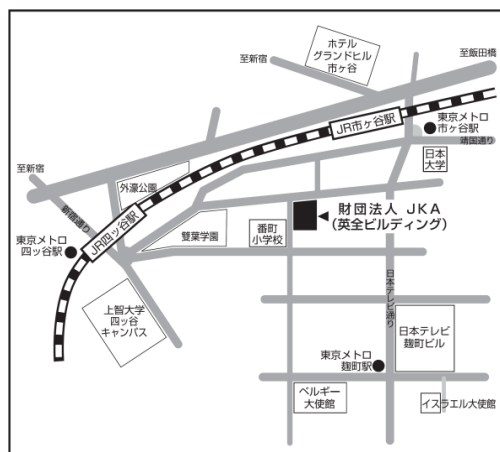 ホテル
グランドヒル
市ヶ谷
至新宿
至飯田橋
JR市ヶ谷駅
東京メトロ
市ヶ谷駅
靖国通り
日本
大学
至新宿
外濠公園
新宿通り
JR四ッ谷駅
東京メトロ
四ッ谷駅
雙葉学園
番町
小学校
財団法人 JKA
(英全ビルディング)
上智大学
四ッ谷
キャンパス
日本テレビ通り
日本テレビ
麹町ビル
東京メトロ
麹町駅
ベルギー
大使館
イスラエル大使館